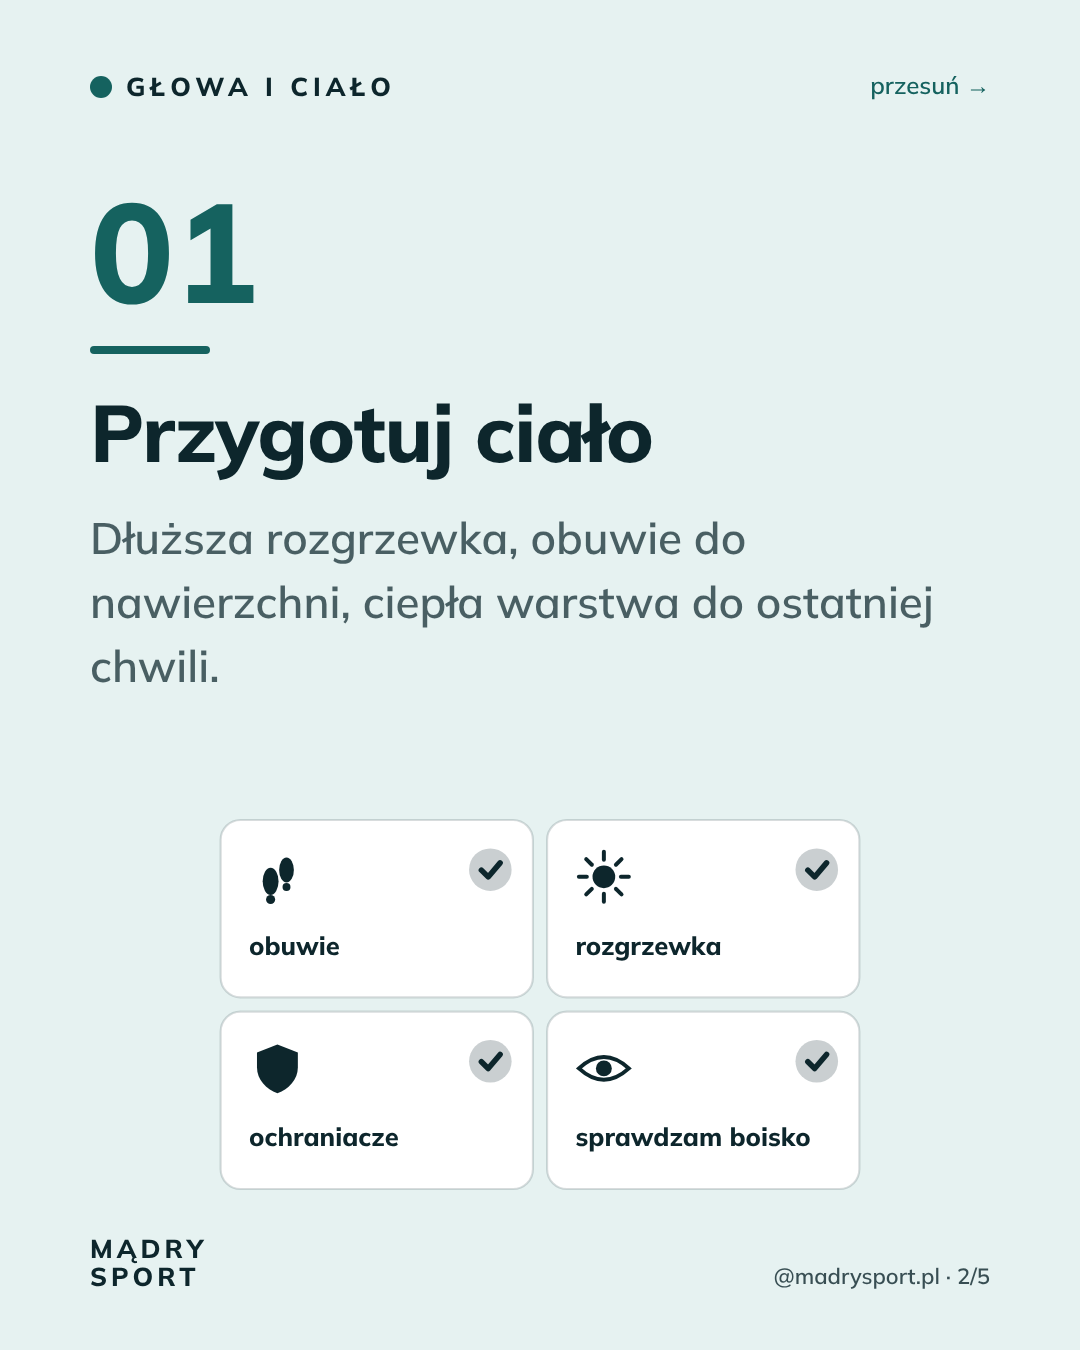 GŁOWA I CIAŁO
przesuń →
01
Przygotuj ciało
Dłuższa rozgrzewka, obuwie do
nawierzchni, ciepła warstwa do ostatniej
chwili.
obuwie
rozgrzewka
ochraniacze
sprawdzam boisko
MĄDRY
SPORT
@madrysport.pl · 2/5